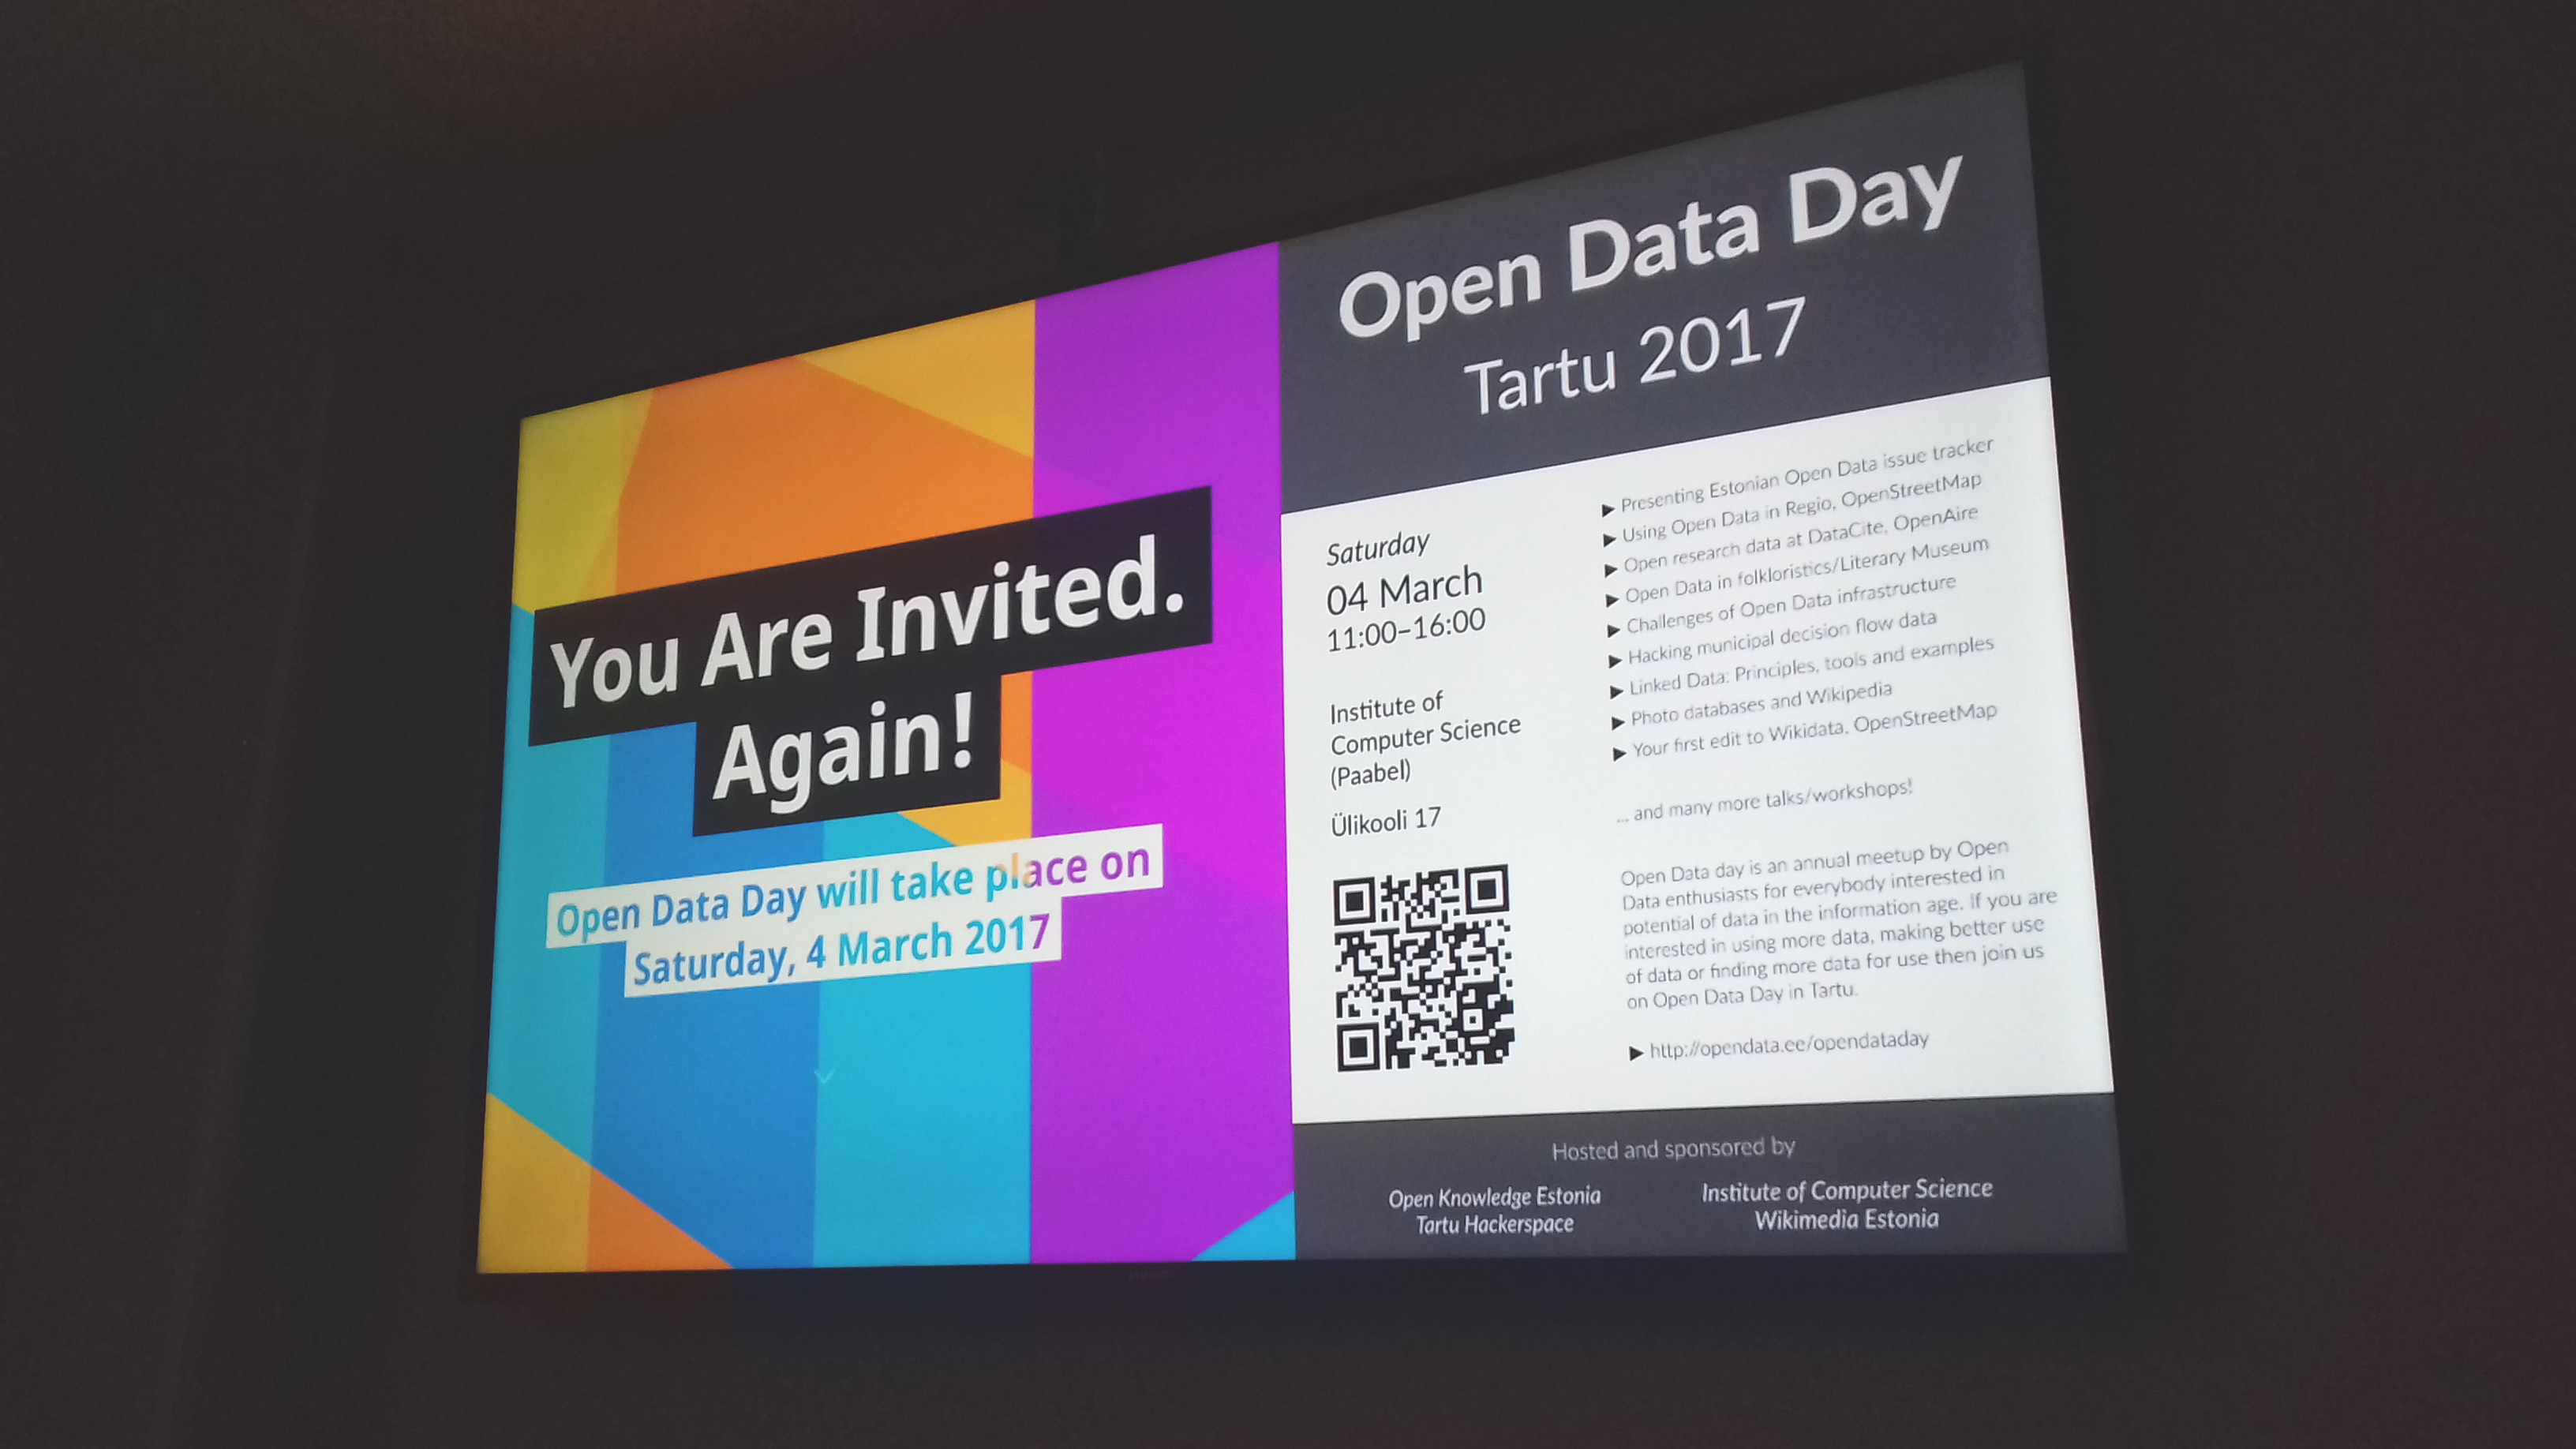 You Are Invited.
Again!
Open Data Day will take place on
Saturday, 4 March 2017
Open Data Day
Tartu 2017
Saturday
04 March
11:00–16:00
Institute of
Computer Science
(Paabel)
Ülikooli 17
▶ Presenting Estonian Open Data issue tracker
▶ Using Open Data in Regio, OpenStreetMap
▶ Open research data at DataCite, OpenAire
▶ Open Data in folkloristics/Literary Museum
▶ Challenges of Open Data infrastructure
▶ Hacking municipal decision flow data
▶ Linked Data: Principles, tools and examples
▶ Photo databases and Wikipedia
▶ Your first edit to Wikidata, OpenStreetMap
... and many more talks/workshops!
Open Data day is an annual meetup by Open
Data enthusiasts for everybody interested in
potential of data in the information age. If you are
interested in using more data, making better use
of data or finding more data for use then join us
on Open Data Day in Tartu.
▶ http://opendata.ee/opendataday
Hosted and sponsored by
Open Knowledge Estonia
Tartu Hackerspace
Institute of Computer Science
Wikimedia Estonia